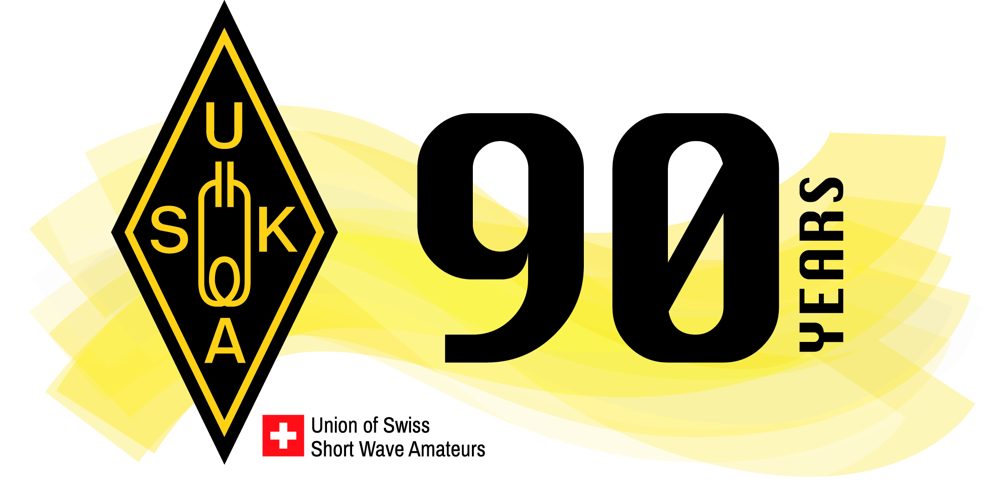 U
S K
A
90
YEARS
Union of Swiss
Short Wave Amateurs